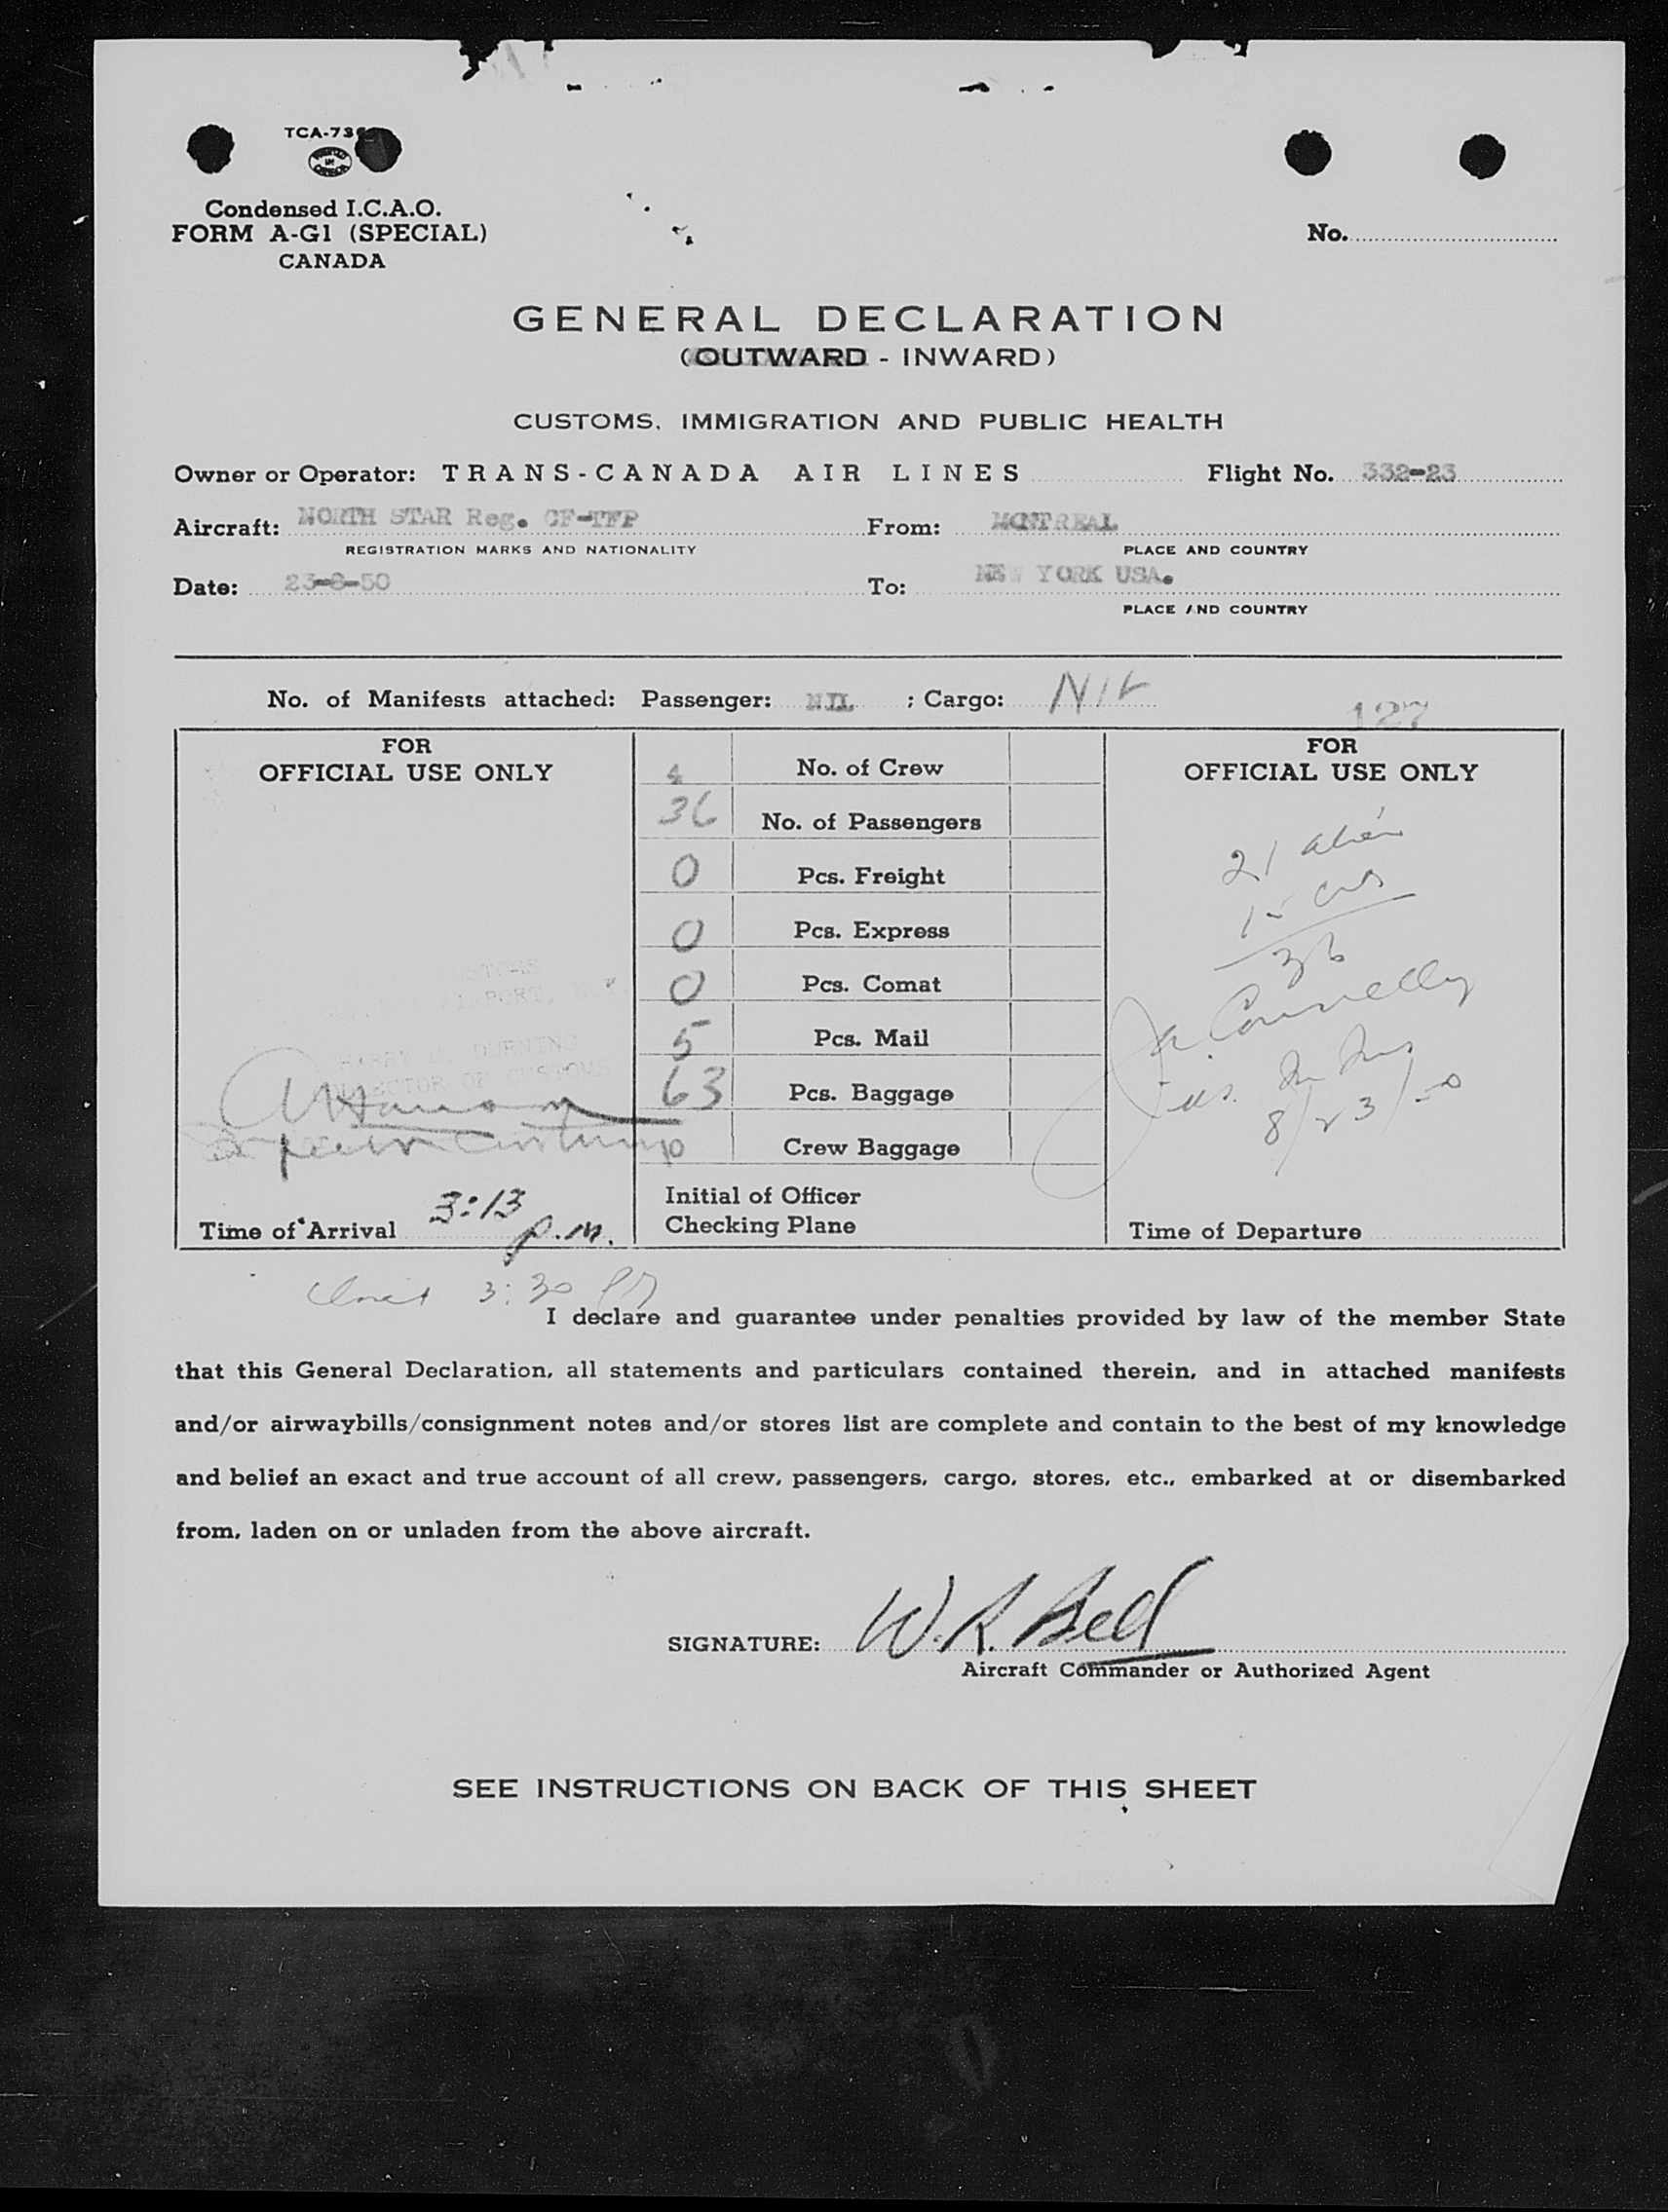 TCA-73
Condensed I.C.A.O.
FORM A-G1 (SPECIAL)
CANADA
No.
GENERAL DECLARATION
(OUTWARD - INWARD)
CUSTOMS, IMMIGRATION AND PUBLIC HEALTH
Owner or Operator: TRANS-CANADA AIR LINES Flight No. 332-23
Aircraft: NORTH STAR Reg. CF-TFP From: MONTREAL
REGISTRATION MARKS AND NATIONALITY PLACE AND COUNTRY
Date: 23-8-50 To: NEW YORK USA.
PLACE AND COUNTRY
No. of Manifests attached: Passenger: NIL ; Cargo: NIL
127
FOR
OFFICIAL USE ONLY
4 No. of Crew
36 No. of Passengers
0 Pcs. Freight
0 Pcs. Express
0 Pcs. Comat
5 Pcs. Mail
63 Pcs. Baggage
Crew Baggage
Initial of Officer
Checking Plane
Time of Arrival 3:13 p.m.
FOR
OFFICIAL USE ONLY
21 alien
15
36
Connelly
8/23/50
Time of Departure
3:30 PM
I declare and guarantee under penalties provided by law of the member State
that this General Declaration, all statements and particulars contained therein, and in attached manifests
and/or airwaybills/consignment notes and/or stores list are complete and contain to the best of my knowledge
and belief an exact and true account of all crew, passengers, cargo, stores, etc., embarked at or disembarked
from, laden on or unladen from the above aircraft.
SIGNATURE: W.R. Bell
Aircraft Commander or Authorized Agent
SEE INSTRUCTIONS ON BACK OF THIS SHEET